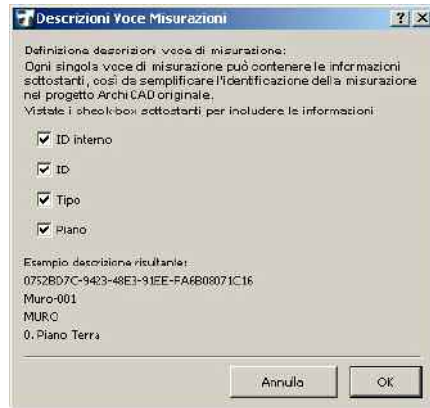 Descrizioni Voce Misurazioni
Definizione descrizioni voce di misurazione:
Ogni singola voce di misurazione può contenere le informazioni
sottostanti, così da semplificare l'identificazione della misurazione
nel progetto ArchiCAD originale.
Vistate i check-box sottostanti per includere le informazioni
ID interno
ID
Tipo
Piano
Esempio descrizione risultante:
0752BD7C-9423-48E3-91EE-FA6B08071C16
Muro-001
MURO
0. Piano Terra
Annulla
OK